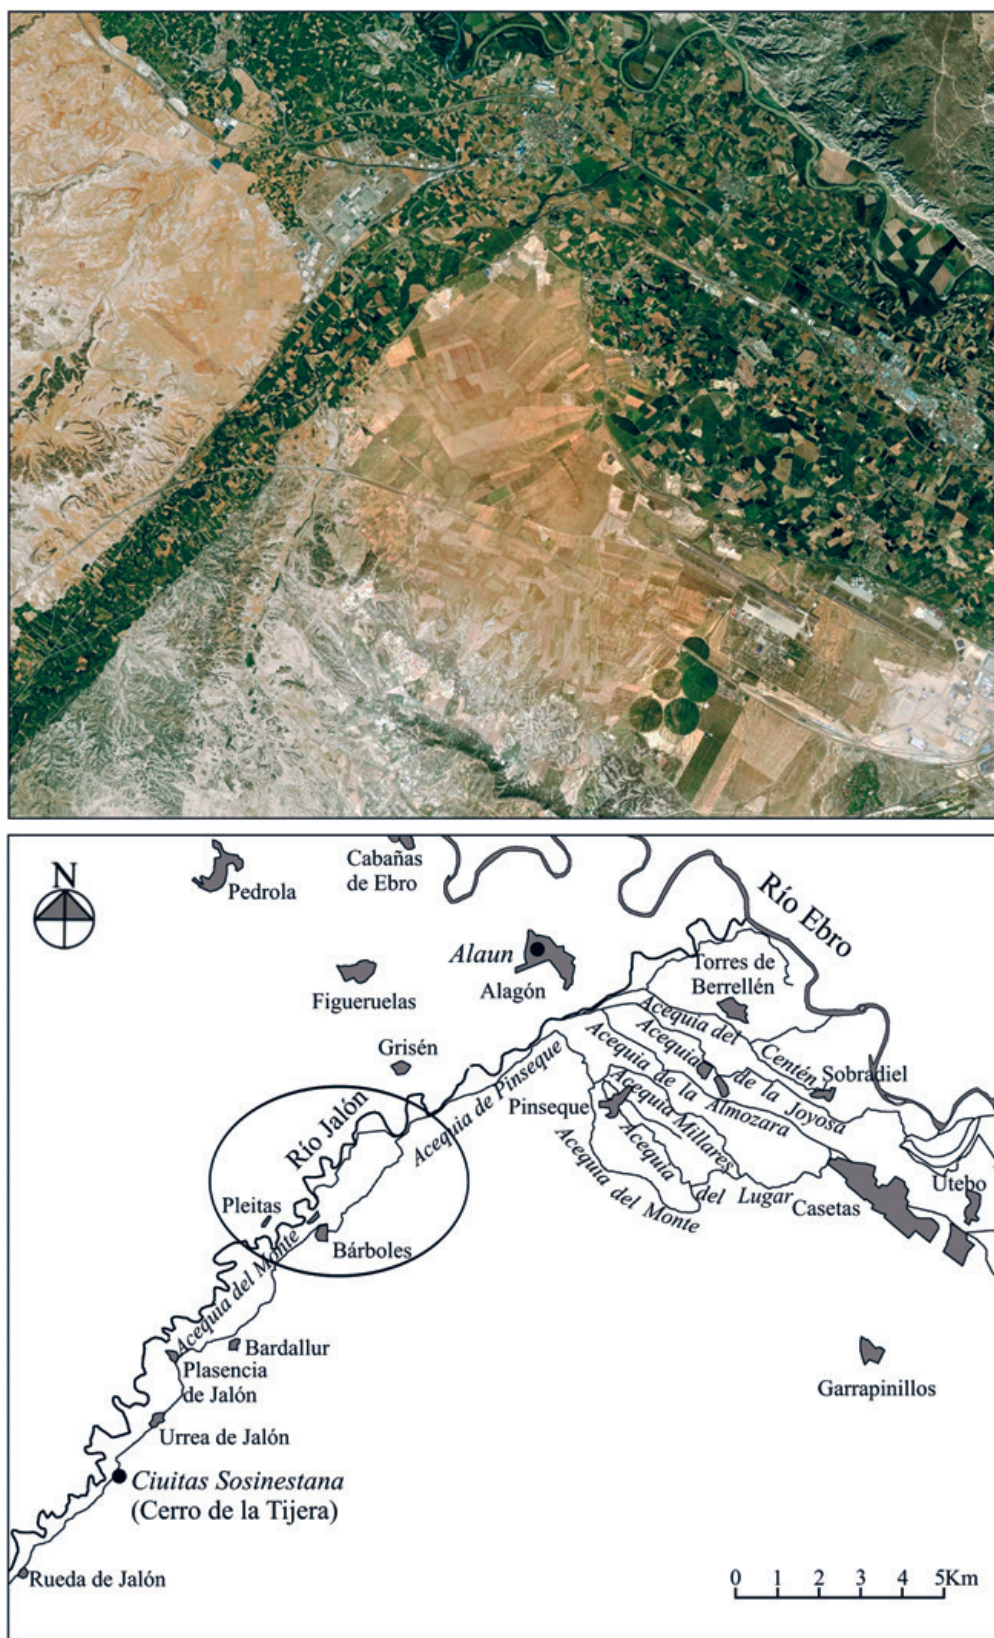 N
Pedrola
Cabañas
de Ebro
Río Ebro
Alaun
Alagón
Figueruelas
Torres de
Berrellén
Grisén
Acequia del Centén
Acequia de la Joyosa
Sobradiel
Acequia de la Almozara
Acequia de Pinseque
Pinseque
Acequia Millares
Acequia del Lugar
Acequia del Monte
Río Jalón
Casetas
Utebo
Pleitas
Bárboles
Acequia del Monte
Bardallur
Plasencia
de Jalón
Garrapinillos
Urrea de Jalón
Ciuitas Sosinestana
(Cerro de la Tijera)
Rueda de Jalón
0 1 2 3 4 5Km